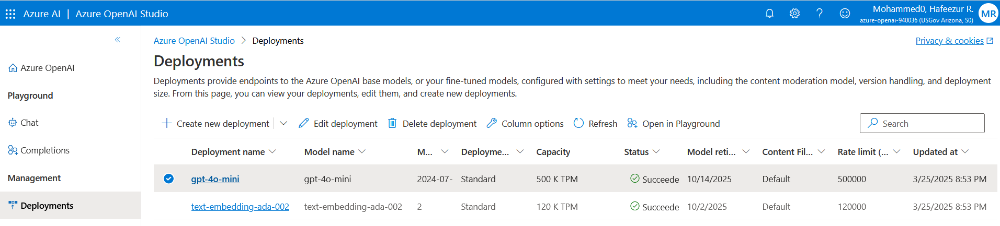 Azure AI | Azure OpenAI Studio
Mohammed0, Hafeezur R.
azure-openai-940036 (USGov Arizona, S0)
MR
Azure OpenAI
Playground
Chat
Completions
Management
Deployments
Azure OpenAI Studio > Deployments
Privacy & cookies
Deployments
Deployments provide endpoints to the Azure OpenAI base models, or your fine-tuned models, configured with settings to meet your needs, including the content moderation model, version handling, and deployment
size. From this page, you can view your deployments, edit them, and create new deployments.
Create new deployment Edit deployment Delete deployment Column options Refresh Open in Playground Search
Deployment name Model name M... Deployme... Capacity Status Model reti... Content Fil... Rate limit (... Updated at
gpt-4o-mini gpt-4o-mini 2024-07- Standard 500 K TPM Succeede 10/14/2025 Default 500000 3/25/2025 8:53 PM
text-embedding-ada-002 text-embedding-ada-002 2 Standard 120 K TPM Succeede 10/2/2025 Default 120000 3/25/2025 8:53 PM